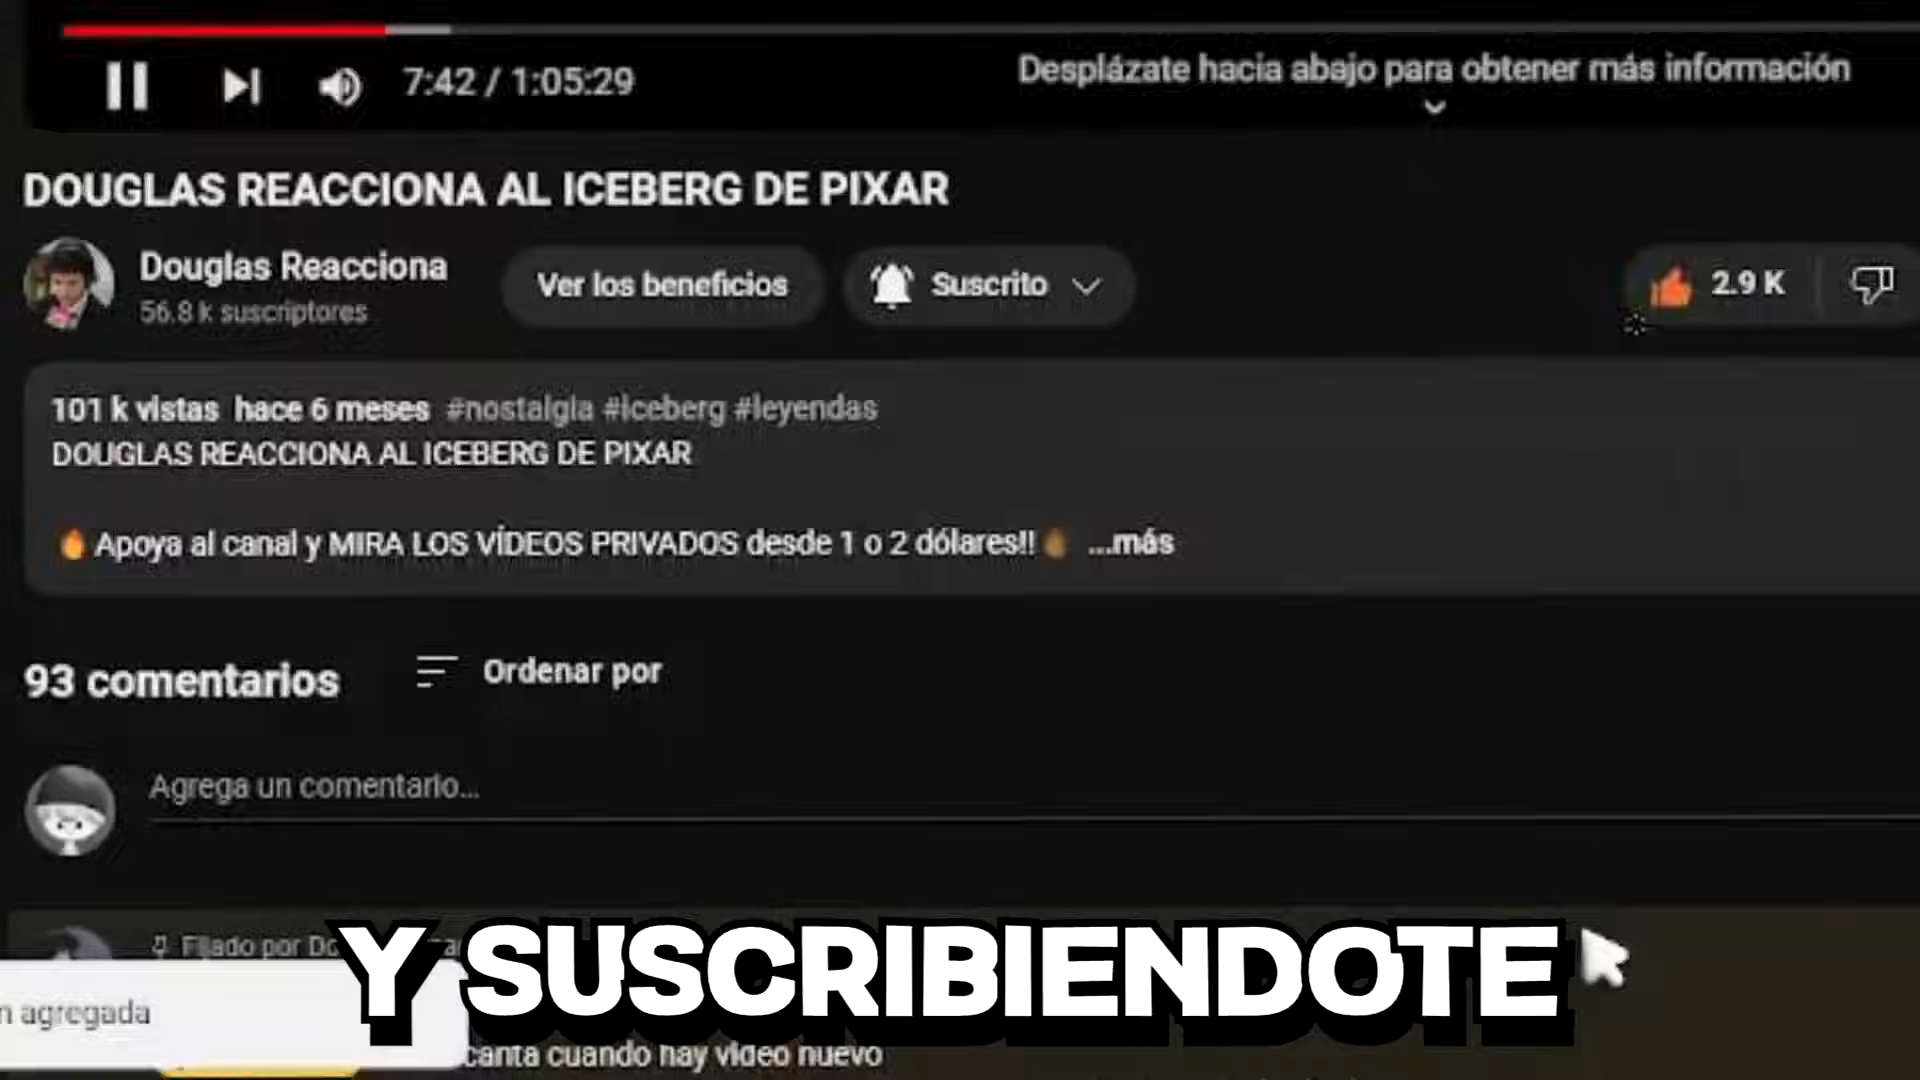 7:42 / 1:05:29
Desplázate hacia abajo para obtener más información
DOUGLAS REACCIONA AL ICEBERG DE PIXAR
Douglas Reacciona
56.8 k suscriptores
Ver los beneficios
Suscrito
2.9 K
101 k vistas hace 6 meses #nostalgia #iceberg #leyendas
DOUGLAS REACCIONA AL ICEBERG DE PIXAR
Apoya al canal y MIRA LOS VÍDEOS PRIVADOS desde 1 o 2 dólares!! ...más
93 comentarios
Ordenar por
Agrega un comentario...
Fijado por
Y SUSCRIBIENDOTE
agregada
canta cuando hay video nuevo